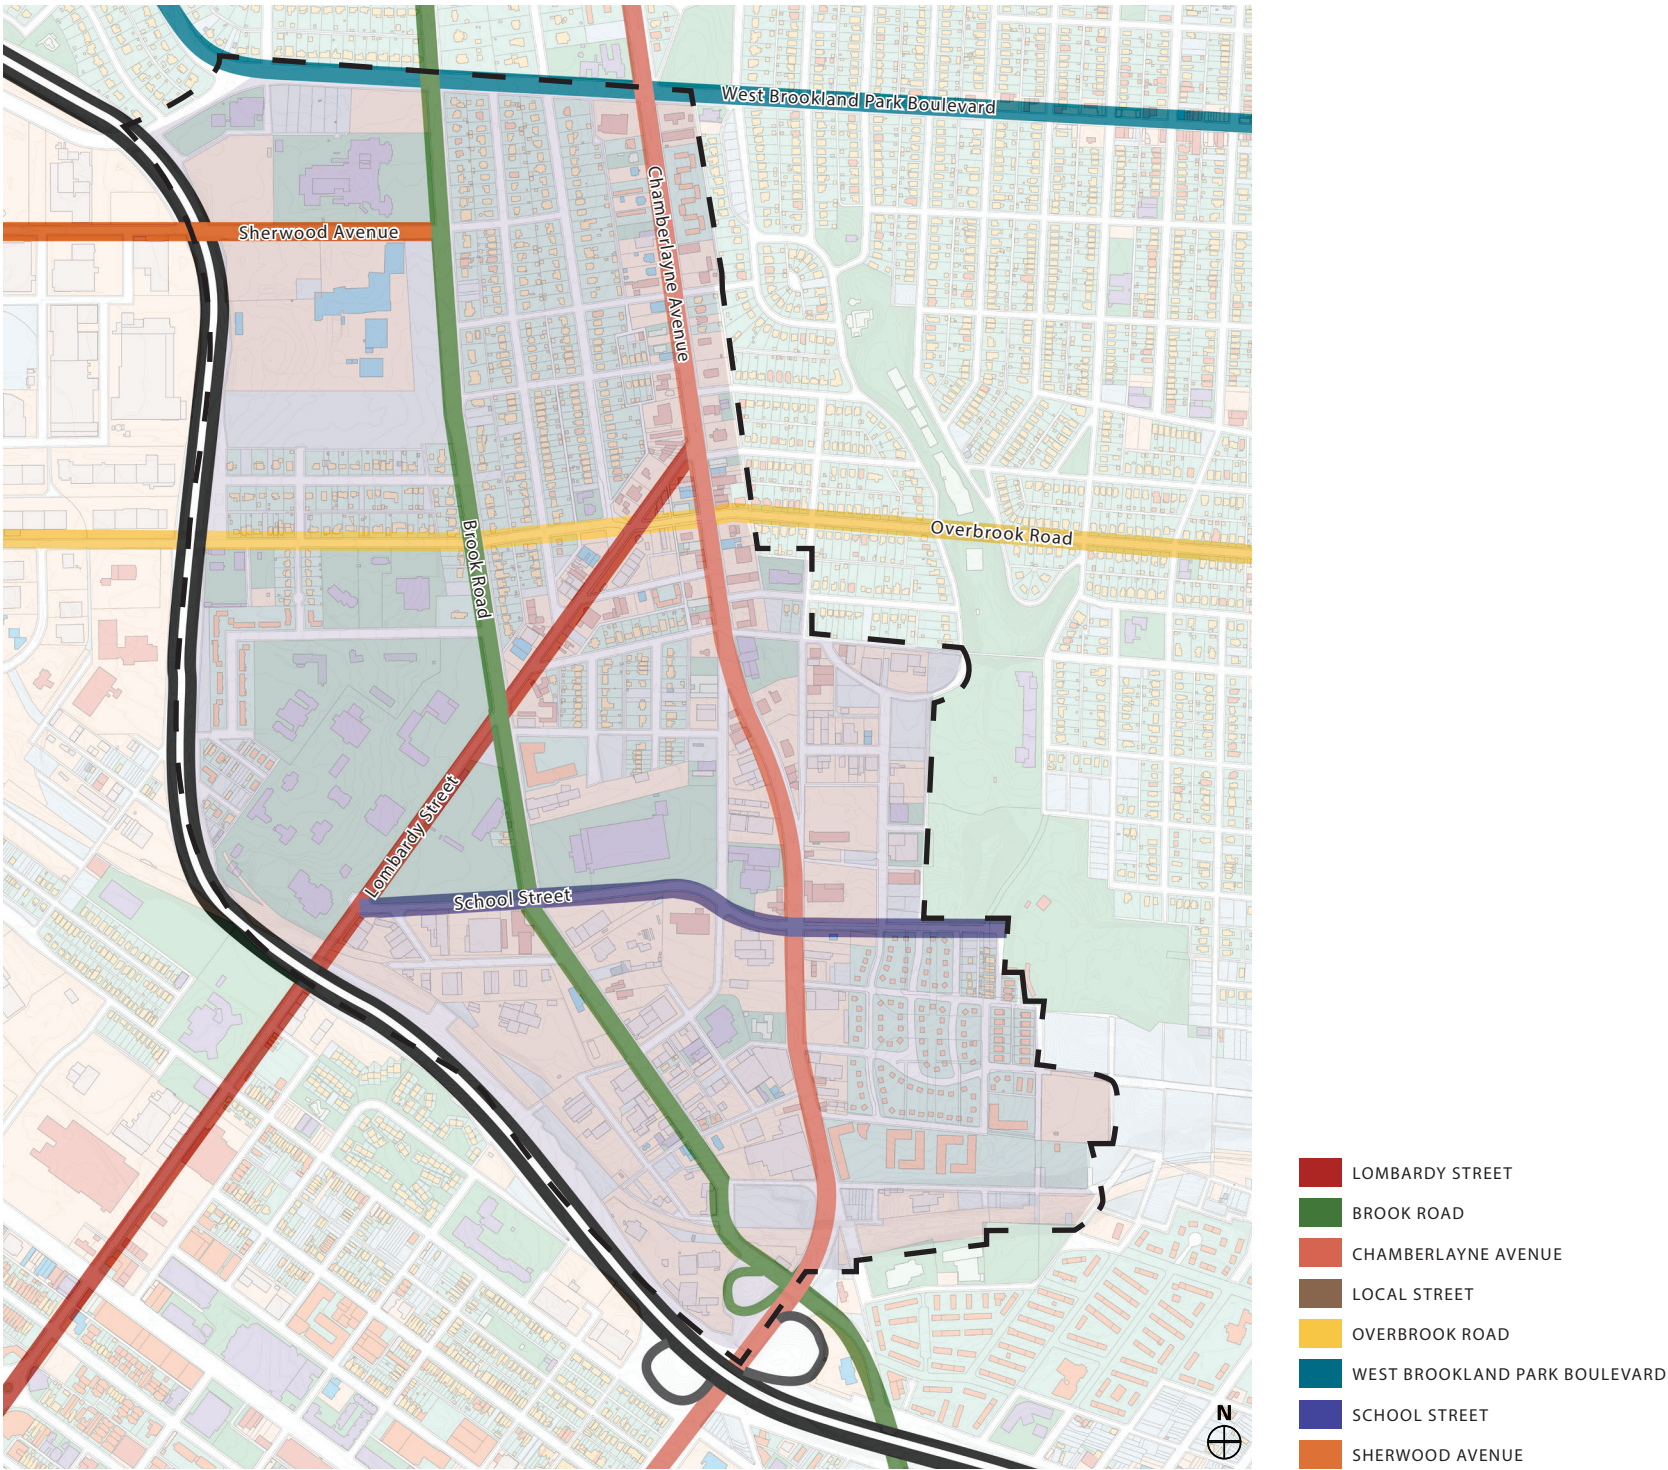 West Brookland Park Boulevard
Chamberlayne Avenue
Sherwood Avenue
Brook Road
Overbrook Road
Lombardy Street
School Street
LOMBARDY STREET
BROOK ROAD
CHAMBERLAYNE AVENUE
LOCAL STREET
OVERBROOK ROAD
WEST BROOKLAND PARK BOULEVARD
SCHOOL STREET
SHERWOOD AVENUE
N